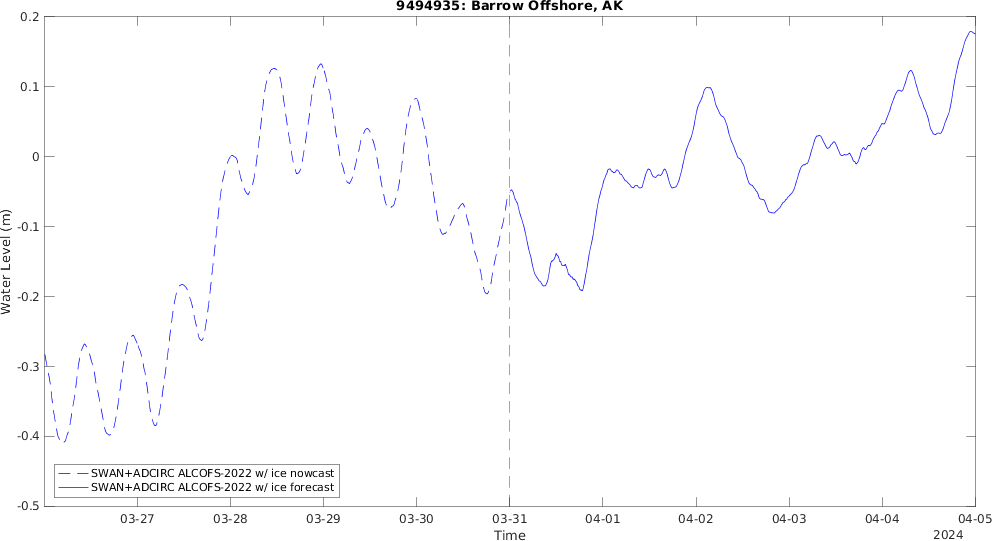 9494935: Barrow Offshore, AK
0.2
0.1
0
-0.1
-0.2
-0.3
-0.4
-0.5
Water Level (m)
SWAN+ADCIRC ALCOFS-2022 w/ ice nowcast
SWAN+ADCIRC ALCOFS-2022 w/ ice forecast
03-27 03-28 03-29 03-30 03-31 04-01 04-02 04-03 04-04 04-05
Time
2024